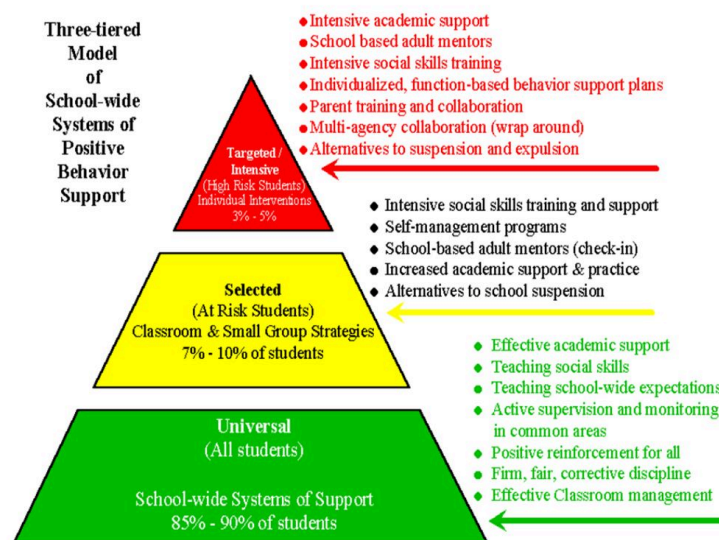 Three-tiered
Model
of
School-wide
Systems of
Positive
Behavior
Support
◆ Intensive academic support
● School based adult mentors
● Intensive social skills training
◆ Individualized, function-based behavior support plans
◆ Parent training and collaboration
● Multi-agency collaboration (wrap around)
◆ Alternatives to suspension and expulsion
Targeted /
Intensive
(High Risk Students)
Individual Interventions
3% - 5%
◆ Intensive social skills training and support
◆ Self-management programs
◆ School-based adult mentors (check-in)
● Increased academic support & practice
◆ Alternatives to school suspension
Selected
(At Risk Students)
Classroom & Small Group Strategies
7% - 10% of students
◆ Effective academic support
◆ Teaching social skills
● Teaching school-wide expectations
◆ Active supervision and monitoring
in common areas
◆ Positive reinforcement for all
● Firm, fair, corrective discipline
◆ Effective Classroom management
Universal
(All students)
School-wide Systems of Support
85% - 90% of students